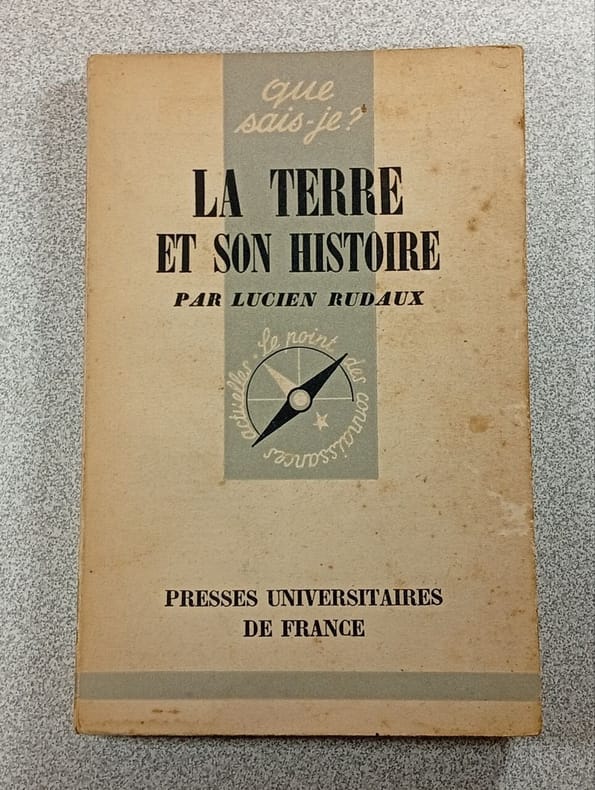 que
sais-je?
LA TERRE
ET SON HISTOIRE
PAR LUCIEN RUDAUX
Le point des connaissances actuelles
PRESSES UNIVERSITAIRES
DE FRANCE